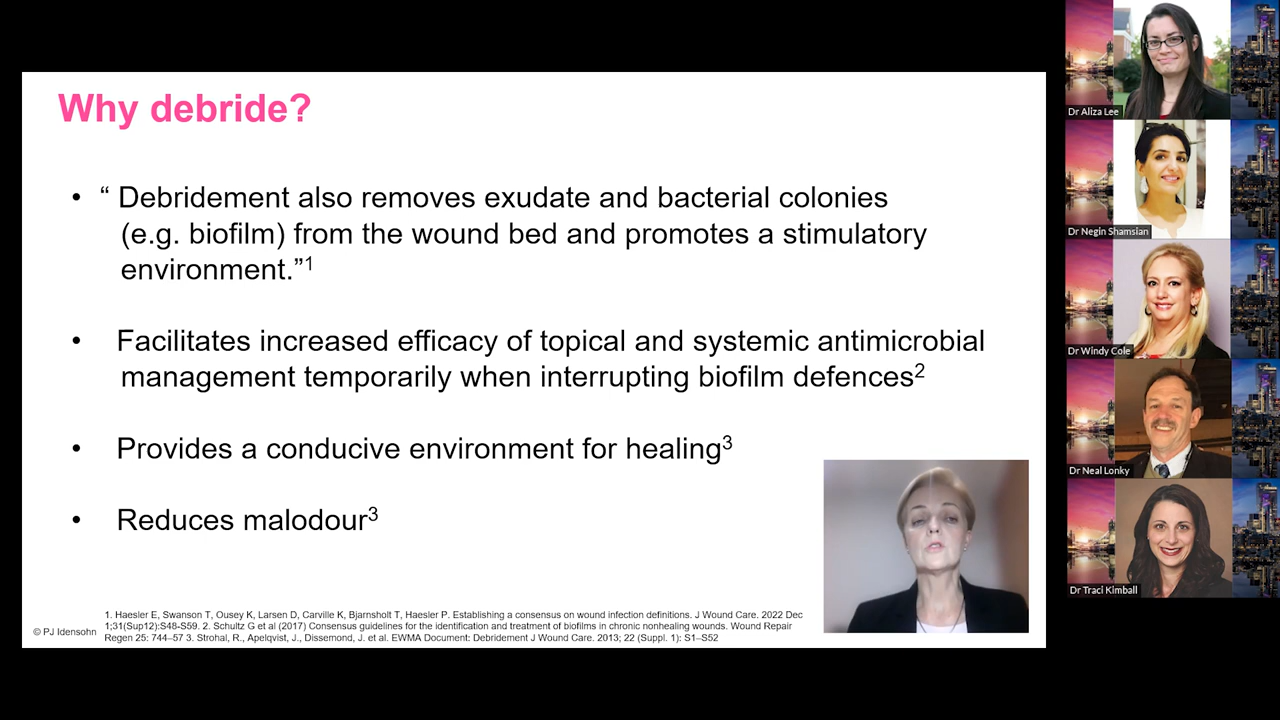 Why debride?
• “ Debridement also removes exudate and bacterial colonies
(e.g. biofilm) from the wound bed and promotes a stimulatory
environment.”1
• Facilitates increased efficacy of topical and systemic antimicrobial
management temporarily when interrupting biofilm defences2
• Provides a conducive environment for healing3
• Reduces malodour3
© PJ Idensohn
1. Haesler E, Swanson T, Ousey K, Larsen D, Carville K, Bjarnsholt T, Haesler P. Establishing a consensus on wound infection definitions. J Wound Care. 2022 Dec
1;31(Sup12):S48-S59. 2. Schultz G et al (2017) Consensus guidelines for the identification and treatment of biofilms in chronic nonhealing wounds. Wound Repair
Regen 25: 744–57 3. Strohal, R., Apelqvist, J., Dissemond, J. et al. EWMA Document: Debridement J Wound Care. 2013; 22 (Suppl. 1): S1–S52
Dr Aliza Lee
Dr Negin Shamsian
Dr Windy Cole
Dr Neal Lonky
Dr Traci Kimball